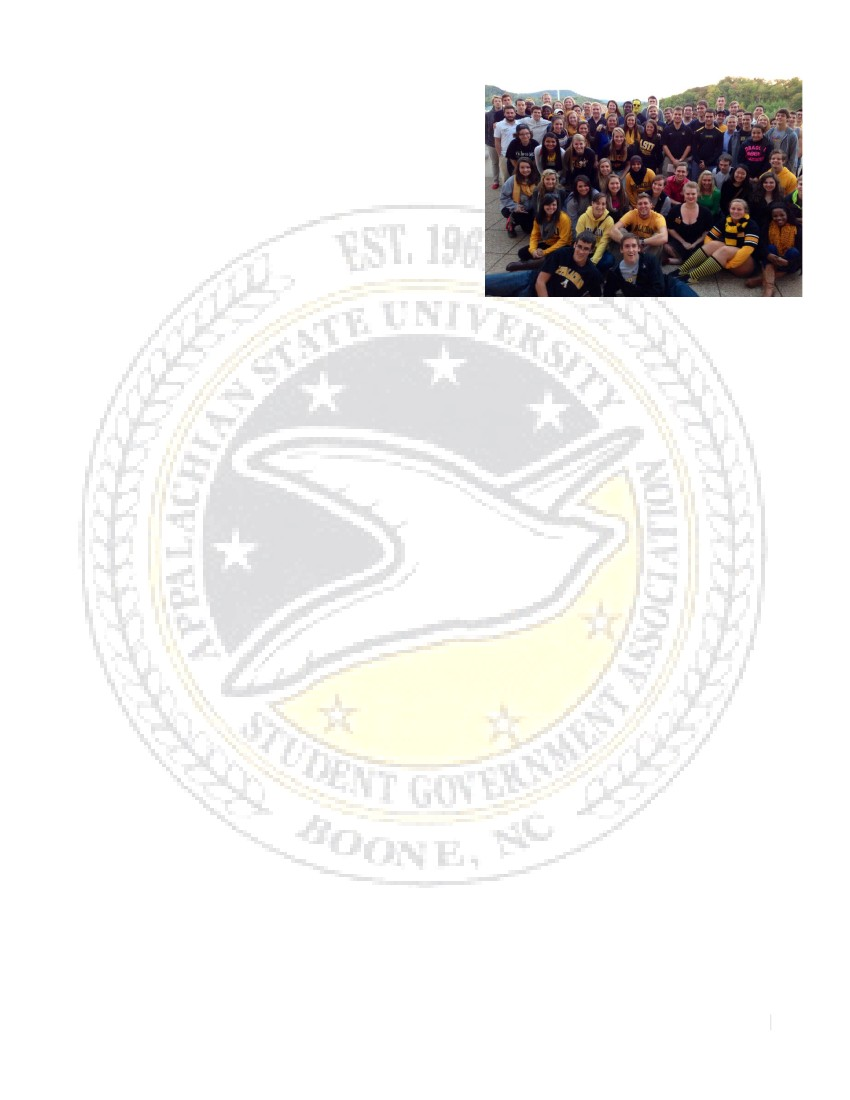 EST. 196
APPALACHIAN STATE UNIVERSITY
STUDENT GOVERNMENT ASSOCIATION
BOONE, NC